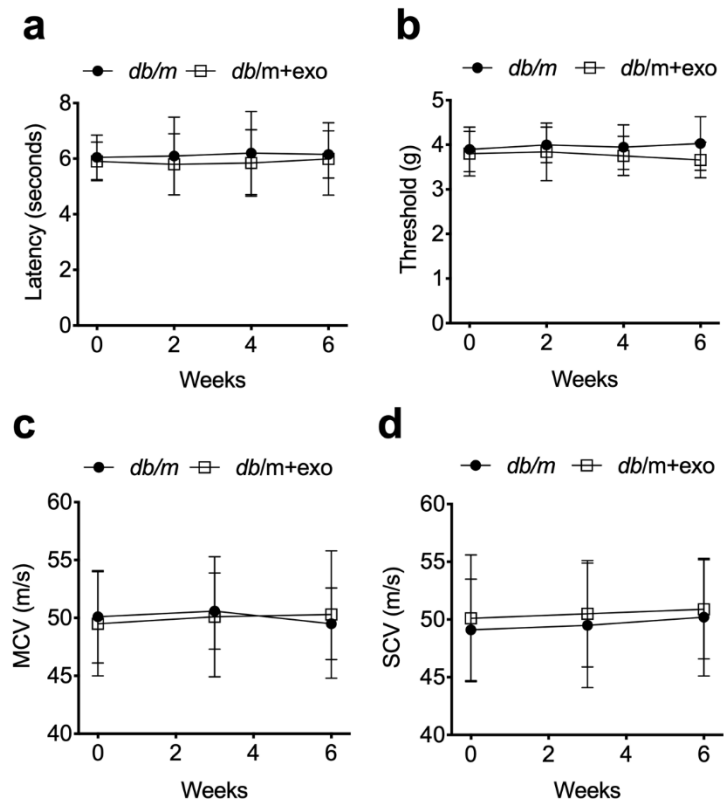 a
db/m db/m+exo
Latency (seconds)
8
6
4
2
0
0 2 4 6
Weeks
b
db/m db/m+exo
Threshold (g)
5
4
3
2
1
0
0 2 4 6
Weeks
c
db/m db/m+exo
MCV (m/s)
60
55
50
45
40
0 2 4 6
Weeks
d
db/m db/m+exo
SCV (m/s)
60
55
50
45
40
0 2 4 6
Weeks